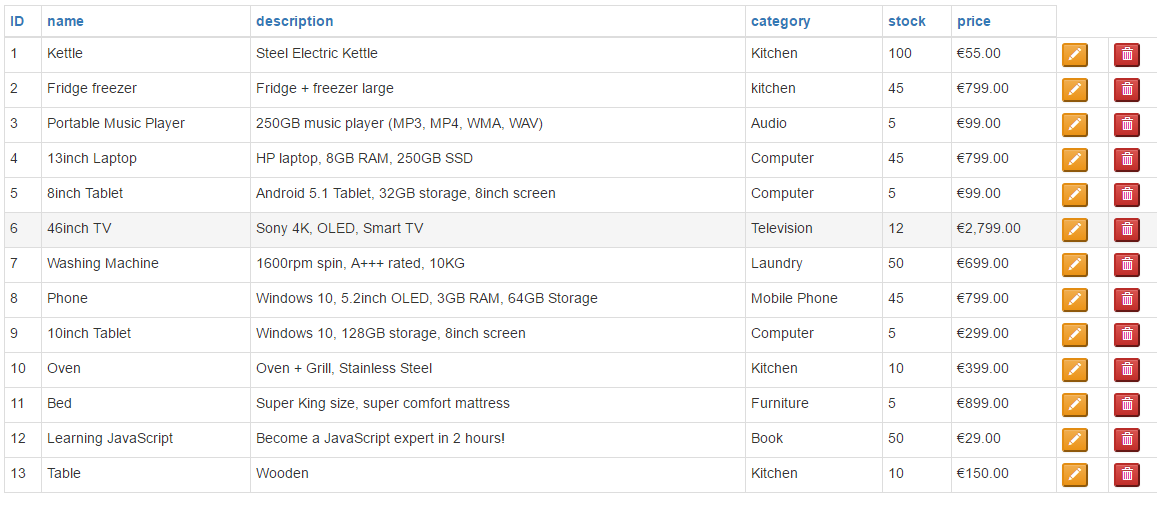 ID name description category stock price
1 Kettle Steel Electric Kettle Kitchen 100 €55.00
2 Fridge freezer Fridge + freezer large kitchen 45 €799.00
3 Portable Music Player 250GB music player (MP3, MP4, WMA, WAV) Audio 5 €99.00
4 13inch Laptop HP laptop, 8GB RAM, 250GB SSD Computer 45 €799.00
5 8inch Tablet Android 5.1 Tablet, 32GB storage, 8inch screen Computer 5 €99.00
6 46inch TV Sony 4K, OLED, Smart TV Television 12 €2,799.00
7 Washing Machine 1600rpm spin, A+++ rated, 10KG Laundry 50 €699.00
8 Phone Windows 10, 5.2inch OLED, 3GB RAM, 64GB Storage Mobile Phone 45 €799.00
9 10inch Tablet Windows 10, 128GB storage, 8inch screen Computer 5 €299.00
10 Oven Oven + Grill, Stainless Steel Kitchen 10 €399.00
11 Bed Super King size, super comfort mattress Furniture 5 €899.00
12 Learning JavaScript Become a JavaScript expert in 2 hours! Book 50 €29.00
13 Table Wooden Kitchen 10 €150.00